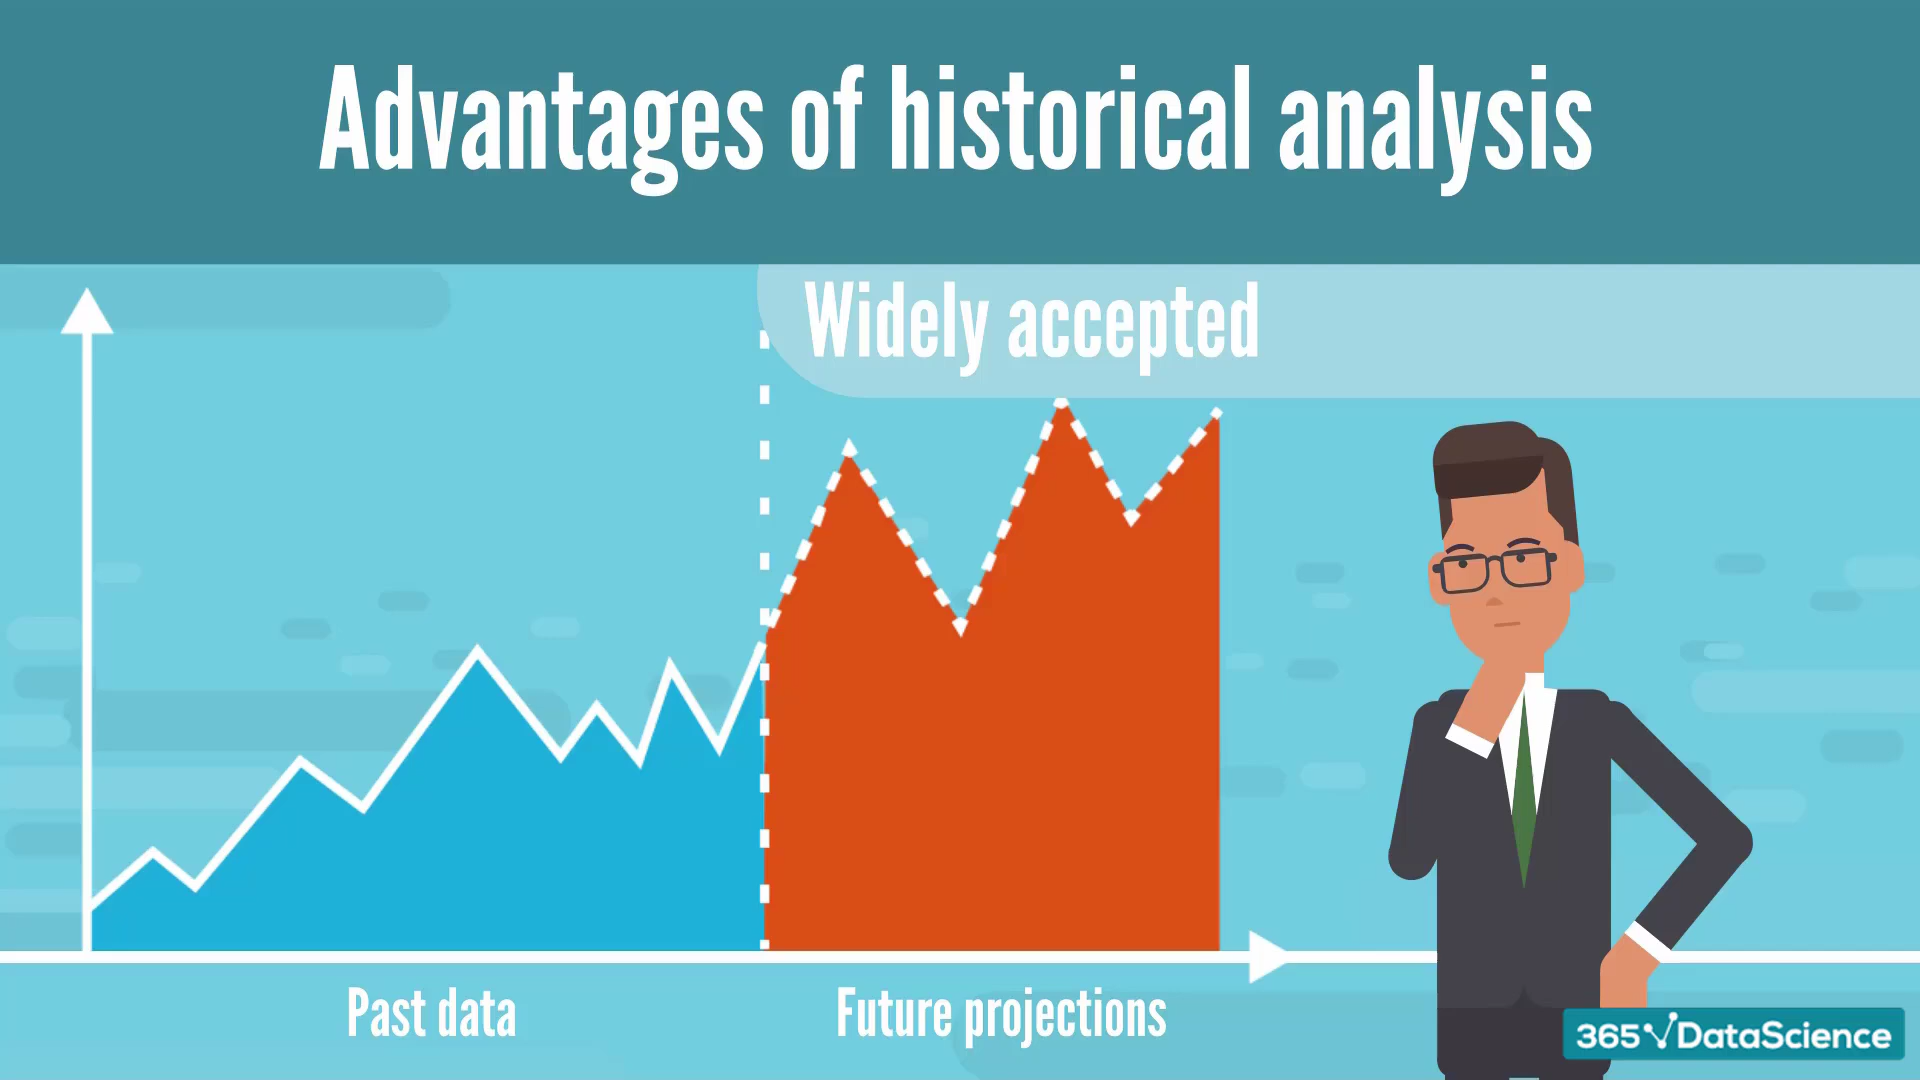 Advantages of historical analysis
Widely accepted
Past data
Future projections
365 DataScience